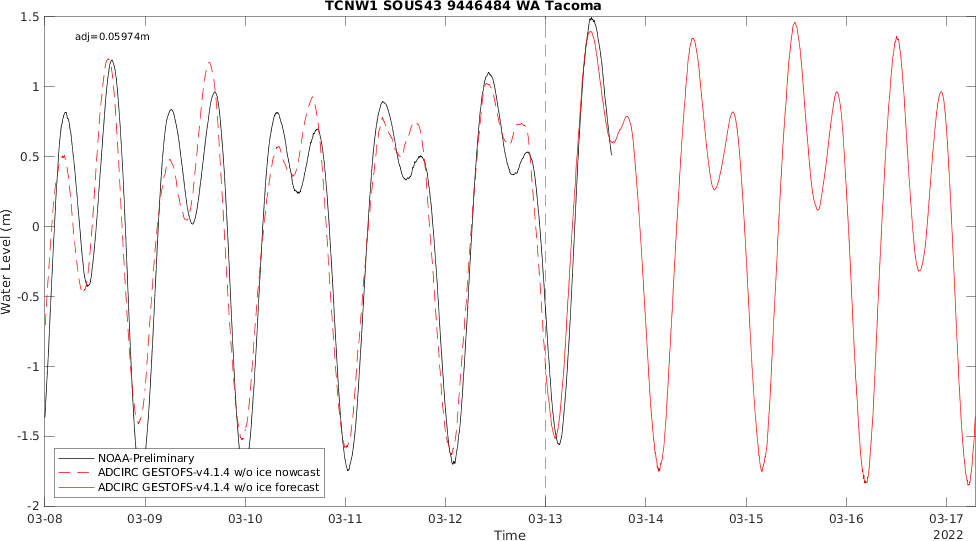 TCNW1 SOUS43 9446484 WA Tacoma
adj=0.05974m
1.5
1
0.5
0
-0.5
-1
-1.5
-2
Water Level (m)
NOAA-Preliminary
ADCIRC GESTOFS-v4.1.4 w/o ice nowcast
ADCIRC GESTOFS-v4.1.4 w/o ice forecast
03-08 03-09 03-10 03-11 03-12 03-13 03-14 03-15 03-16 03-17
Time
2022